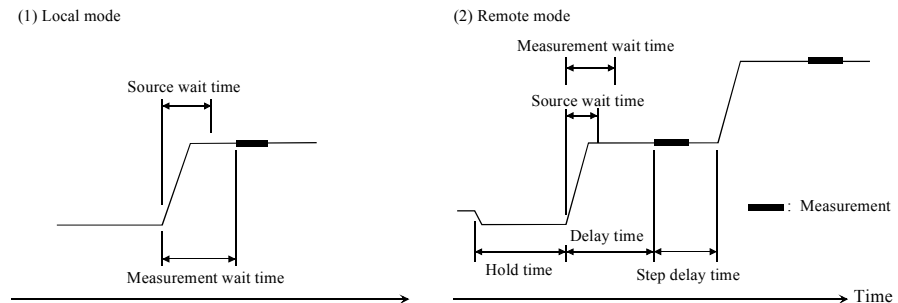 (1) Local mode
Source wait time
Measurement wait time
(2) Remote mode
Measurement wait time
Source wait time
Delay time
Hold time
Step delay time
: Measurement
Time